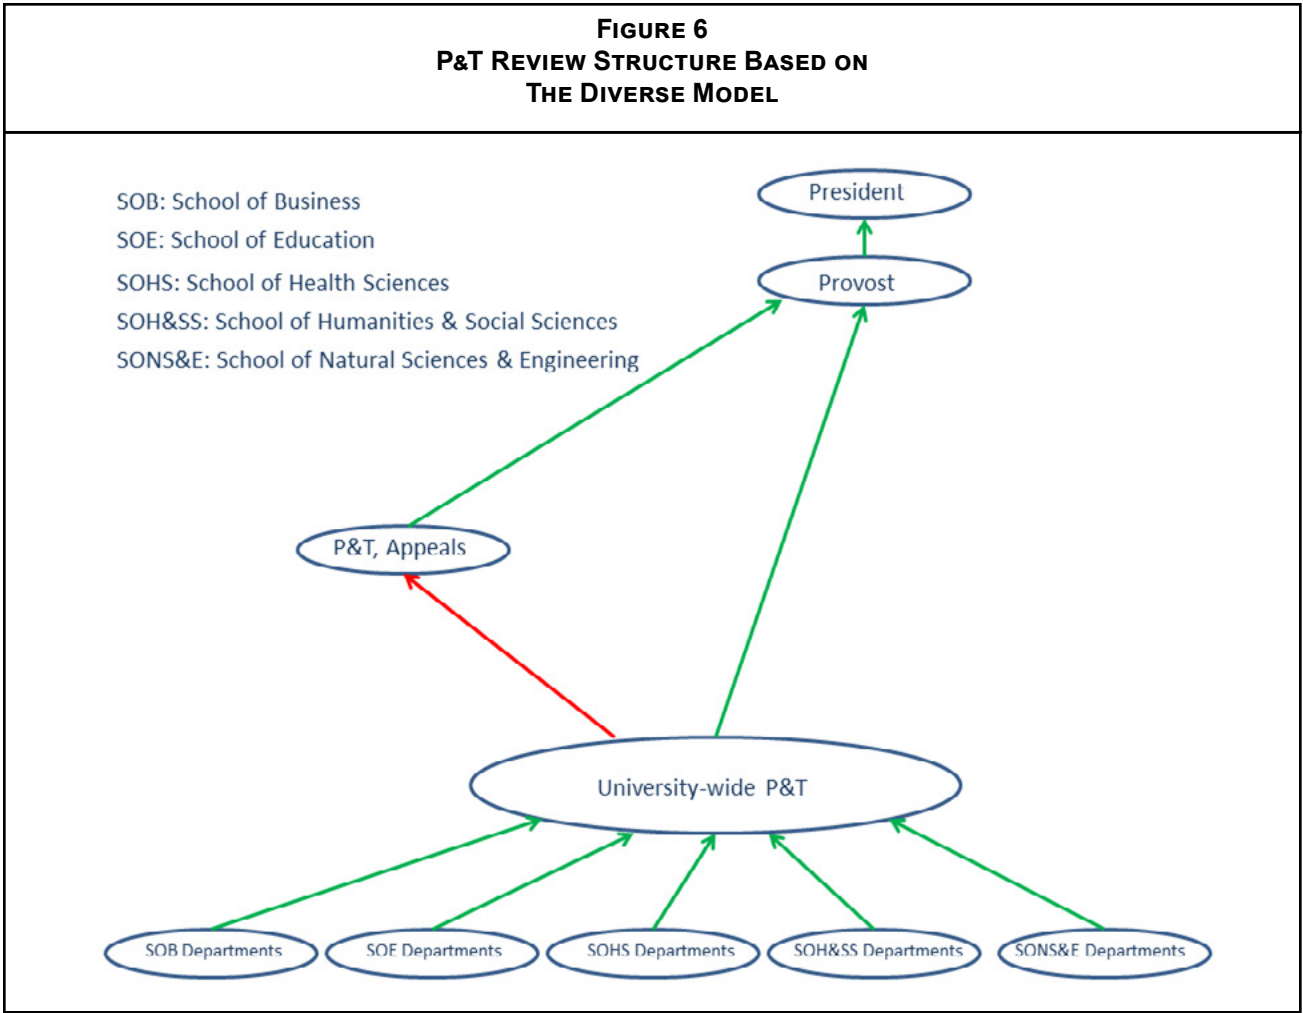 FIGURE 6
P&T REVIEW STRUCTURE BASED ON
THE DIVERSE MODEL
SOB: School of Business
SOE: School of Education
SOHS: School of Health Sciences
SOH&SS: School of Humanities & Social Sciences
SONS&E: School of Natural Sciences & Engineering
President
Provost
P&T, Appeals
University-wide P&T
SOB Departments
SOE Departments
SOHS Departments
SOH&SS Departments
SONS&E Departments